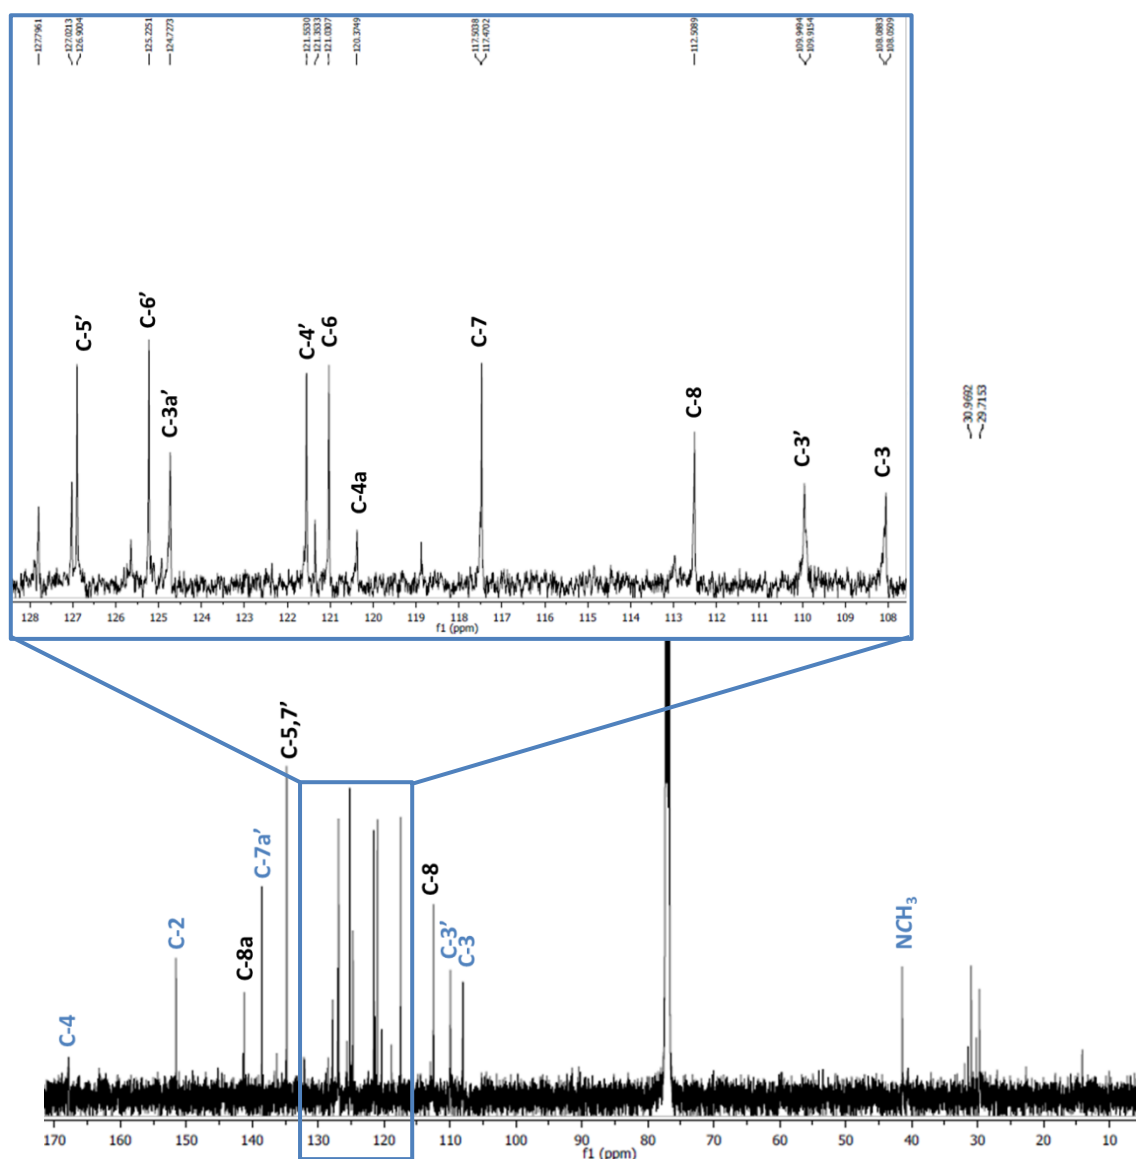 127.7961
127.0213
126.9004
125.2251
124.7273
121.5530
121.3533
121.0307
120.3749
117.5038
117.4702
112.5089
109.9494
109.9154
108.0883
108.0509
C-5’
C-6’
C-3a’
C-4’
C-6
C-4a
C-7
C-8
C-3’
C-3
128 127 126 125 124 123 122 121 120 119 118 117 116 115 114 113 112 111 110 109 108
f1 (ppm)
30.9692
29.7153
C-4
C-2
C-8a
C-7a’
C-5,7’
C-8
C-3’
C-3
NCH₃
170 160 150 140 130 120 110 100 90 80 70 60 50 40 30 20 10
f1 (ppm)